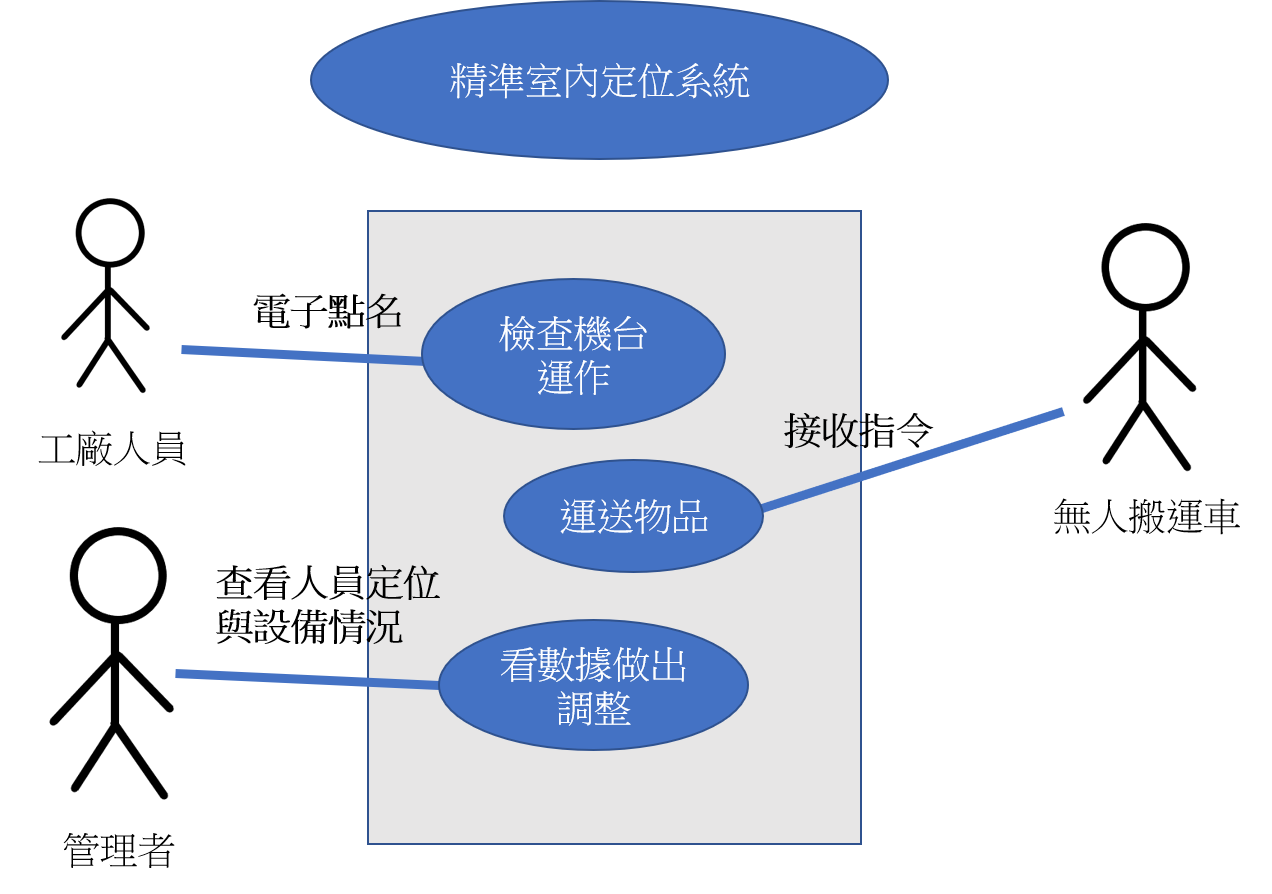 精準室內定位系統
電子點名
檢查機台
運作
工廠人員
接收指令
運送物品
無人搬運車
查看人員定位
與設備情況
看數據做出
調整
管理者